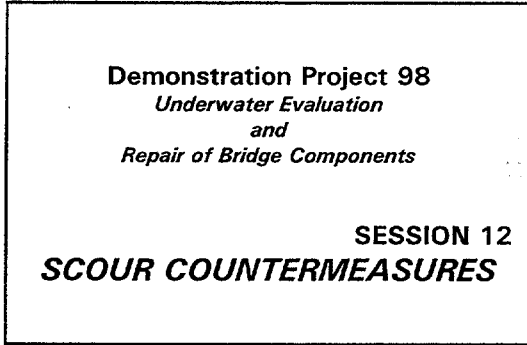 Demonstration Project 98
Underwater Evaluation
and
Repair of Bridge Components
SESSION 12
SCOUR COUNTERMEASURES